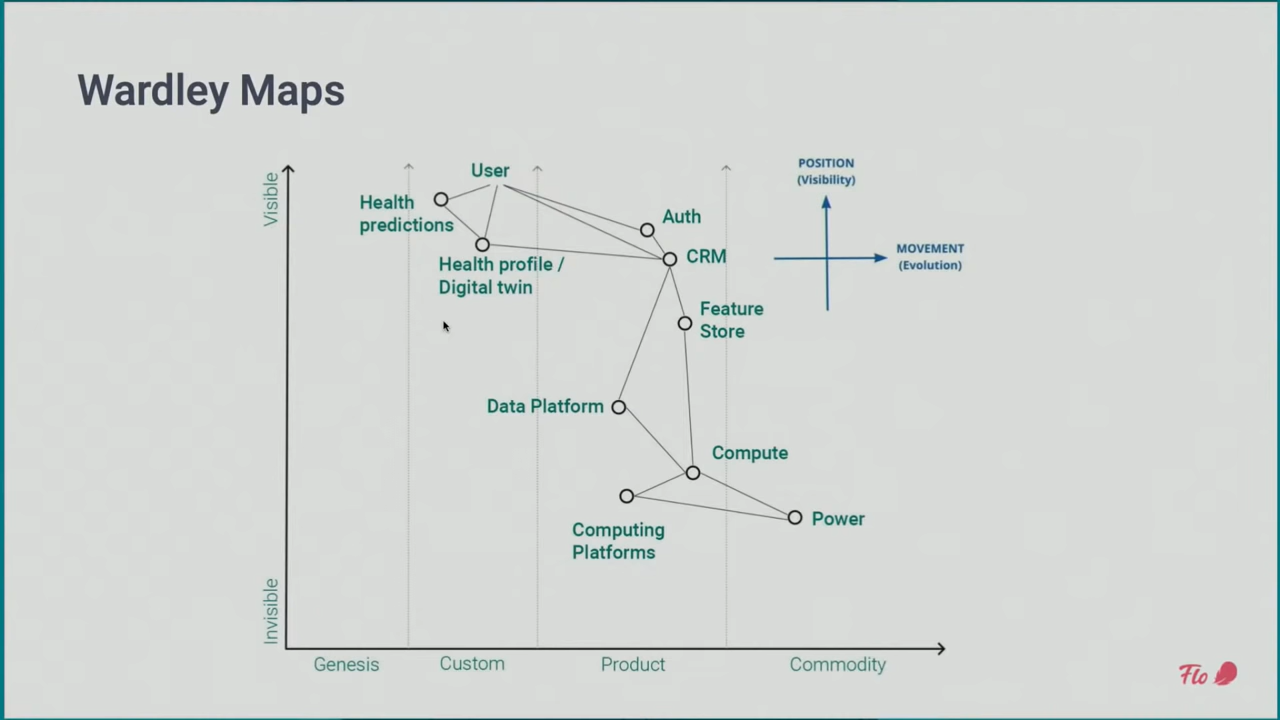 Wardley Maps
Visible
User
Health
predictions
Health profile /
Digital twin
Auth
CRM
Feature
Store
Data Platform
Compute
Computing
Platforms
Power
POSITION
(Visibility)
MOVEMENT
(Evolution)
Invisible
Genesis
Custom
Product
Commodity
Flo